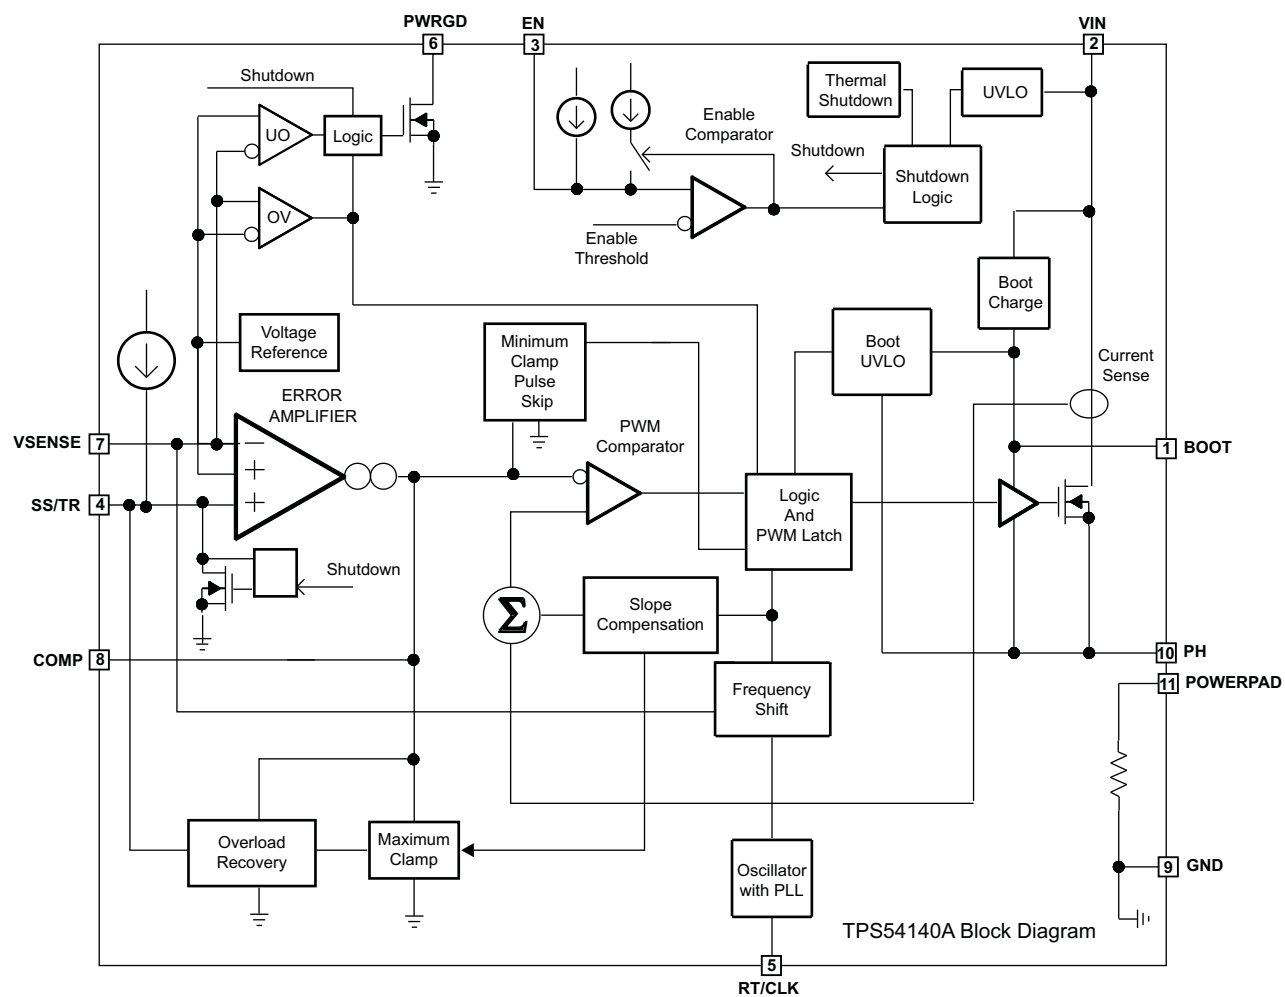 PWRGD
EN
VIN
6
3
2
Shutdown
Thermal
Shutdown
UVLO
Enable
Comparator
UO
Logic
Shutdown
Shutdown
Logic
OV
Enable
Threshold
Boot
Charge
Voltage
Reference
Minimum
Clamp
Pulse
Skip
Boot
UVLO
Current
Sense
ERROR
AMPLIFIER
PWM
Comparator
VSENSE
7
−
1
BOOT
+
SS/TR
4
+
Logic
And
PWM Latch
Shutdown
Σ
Slope
Compensation
COMP
8
10
PH
11
POWERPAD
Frequency
Shift
Overload
Recovery
Maximum
Clamp
Oscillator
with PLL
9
GND
TPS54140A Block Diagram
5
RT/CLK